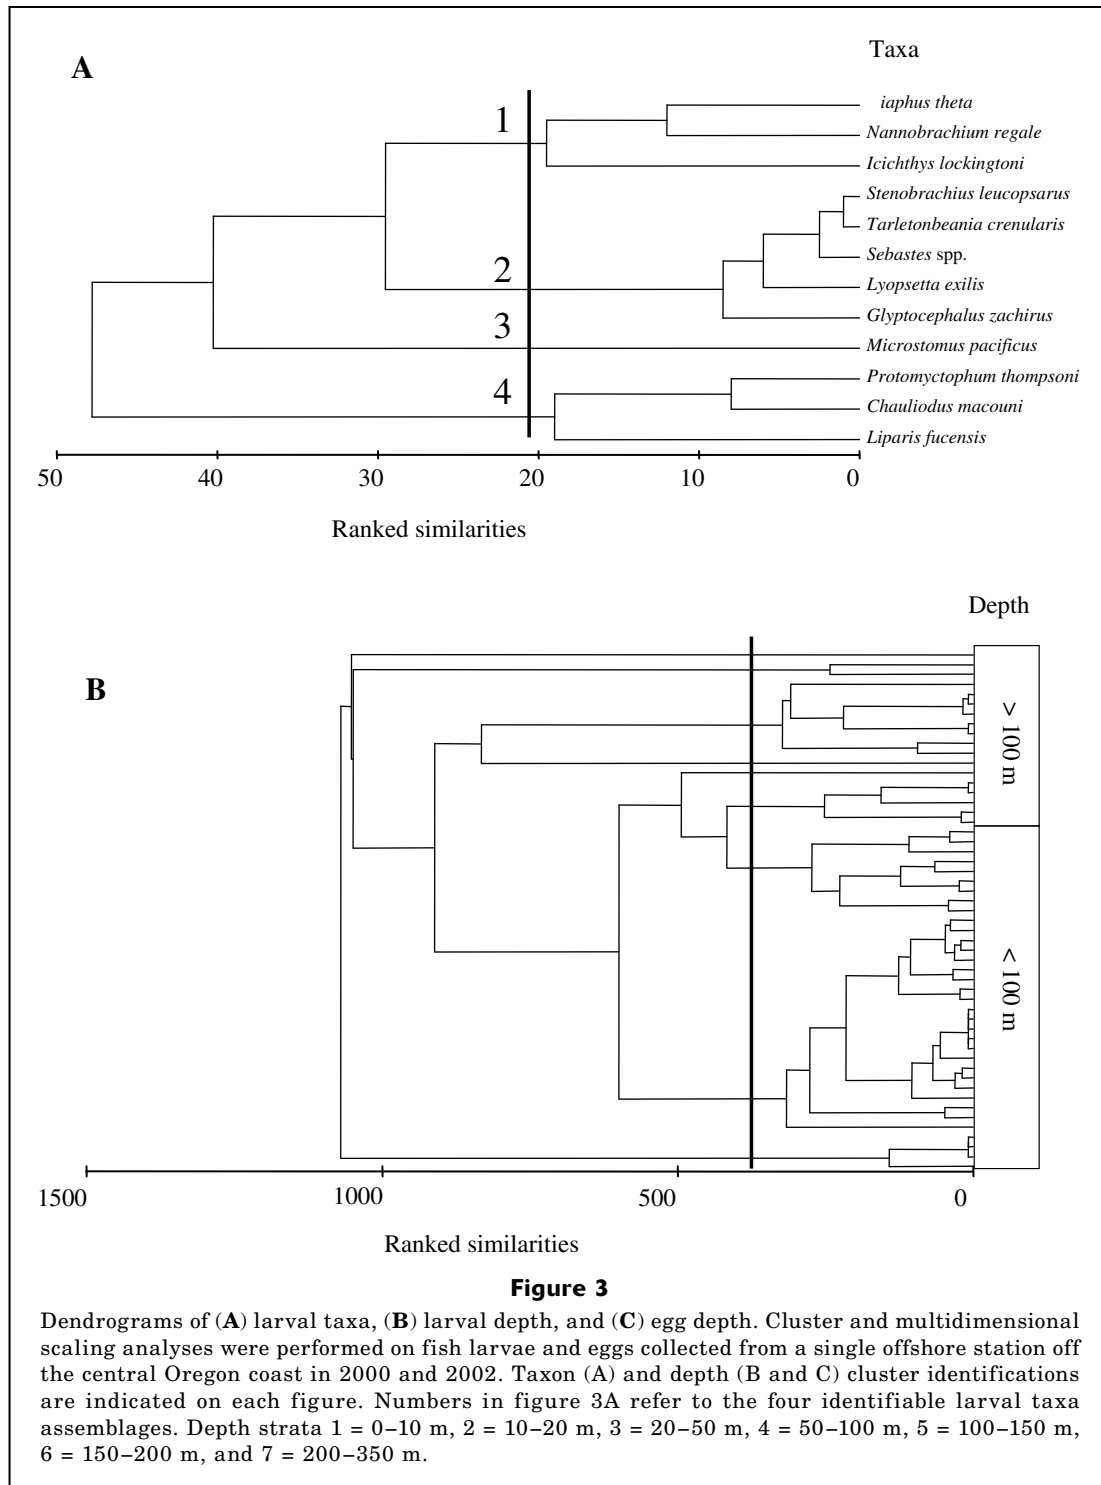 A
Taxa
1
2
3
4
iaphus theta
Nannobrachium regale
Icichthys lockingtoni
Stenobrachius leucopsarus
Tarletonbeania crenularis
Sebastes spp.
Lyopsetta exilis
Glyptocephalus zachirus
Microstomus pacificus
Protomyctophum thompsoni
Chauliodus macouni
Liparis fucensis
50 40 30 20 10 0
Ranked similarities
Depth
B
> 100 m
< 100 m
1500 1000 500 0
Ranked similarities
Figure 3
Dendrograms of (A) larval taxa, (B) larval depth, and (C) egg depth. Cluster and multidimensional
scaling analyses were performed on fish larvae and eggs collected from a single offshore station off
the central Oregon coast in 2000 and 2002. Taxon (A) and depth (B and C) cluster identifications
are indicated on each figure. Numbers in figure 3A refer to the four identifiable larval taxa
assemblages. Depth strata 1 = 0–10 m, 2 = 10–20 m, 3 = 20–50 m, 4 = 50–100 m, 5 = 100–150 m,
6 = 150–200 m, and 7 = 200–350 m.